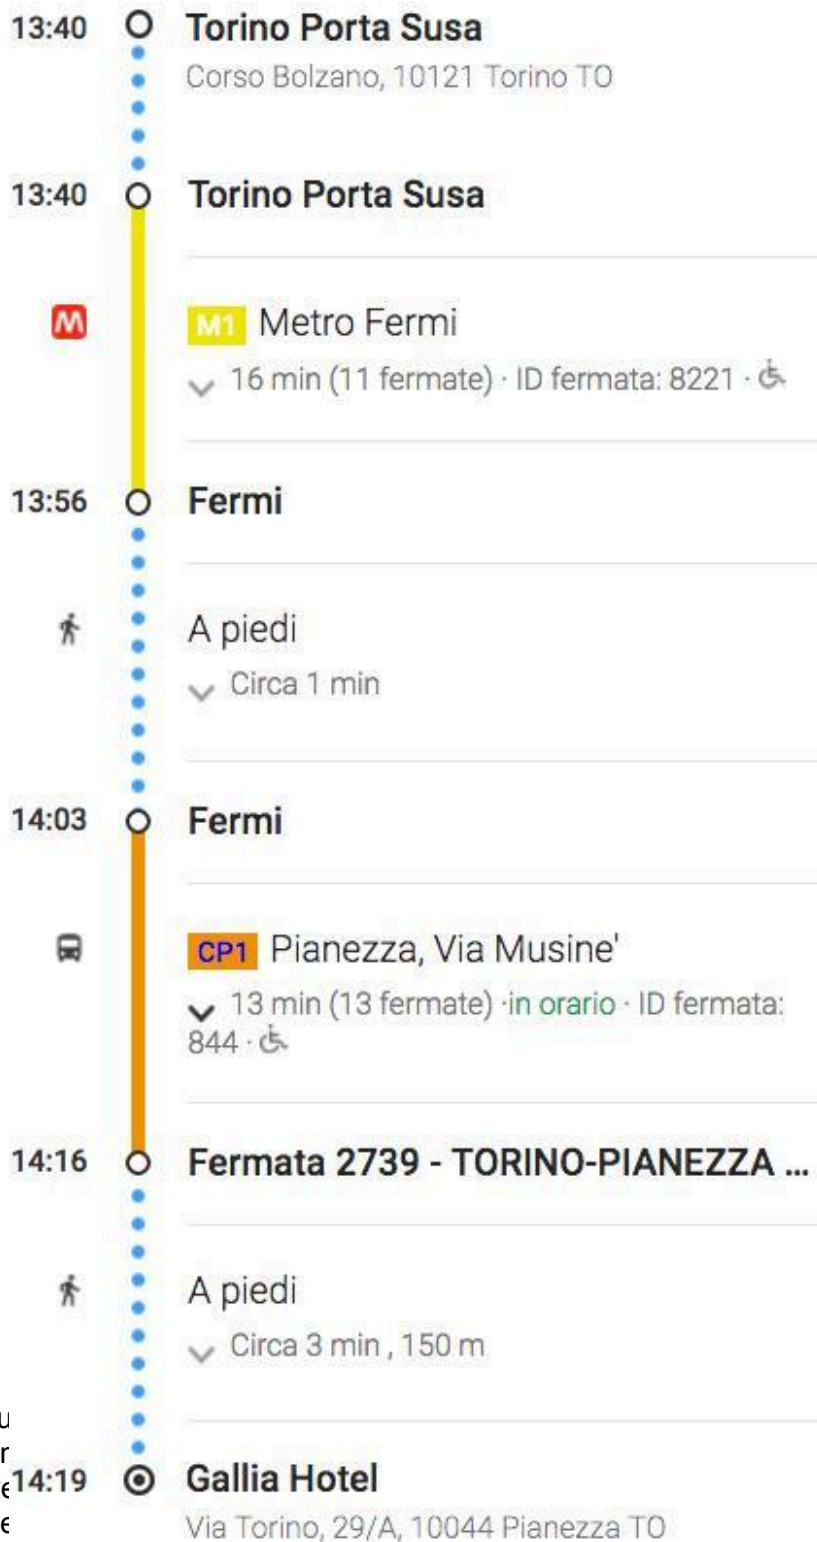 13:40 Torino Porta Susa
Corso Bolzano, 10121 Torino TO
13:40 Torino Porta Susa
M M1 Metro Fermi
16 min (11 fermate) · ID fermata: 8221 ·
13:56 Fermi
A piedi
Circa 1 min
14:03 Fermi
CP1 Pianezza, Via Musine'
13 min (13 fermate) ·in orario · ID fermata:
844 ·
14:16 Fermata 2739 - TORINO-PIANEZZA ...
A piedi
Circa 3 min , 150 m
14:19 Gallia Hotel
Via Torino, 29/A, 10044 Pianezza TO